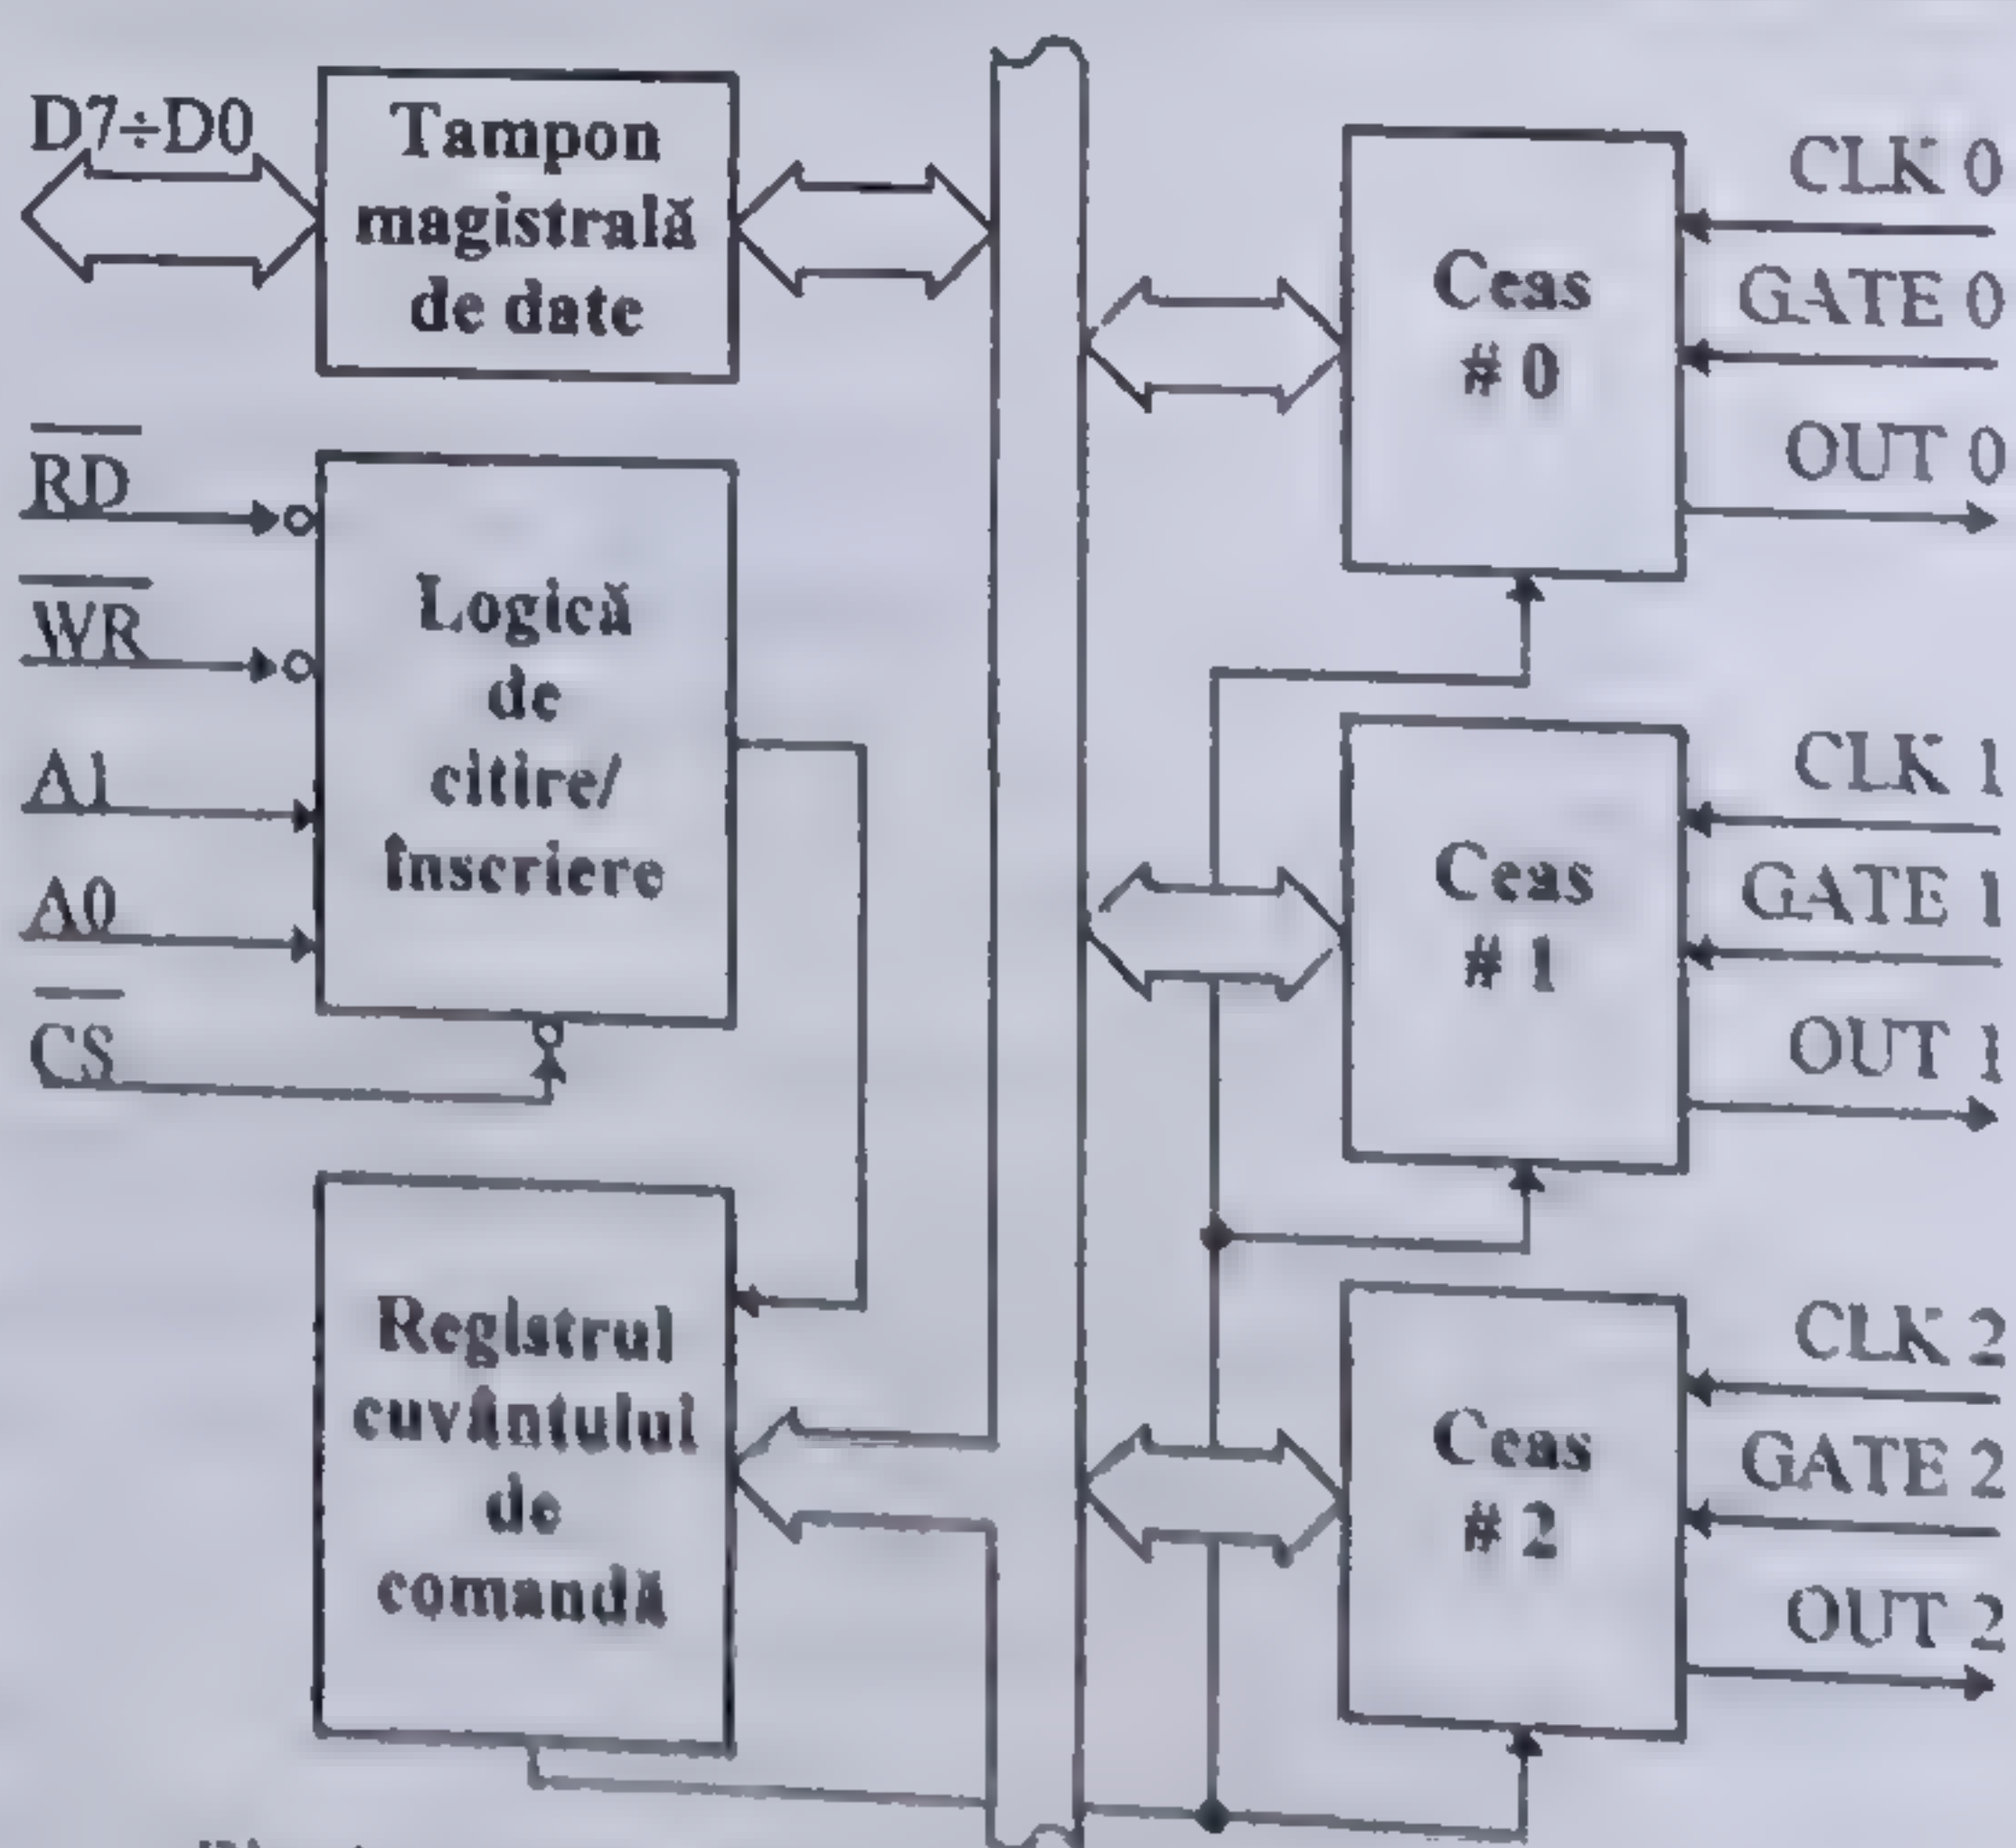 D7÷D0
Tampon
magistrală
de date
RD
WR
A1
A0
CS
Logică
de
citire/
înscriere
Registrul
cuvântului
de
comandă
Ceas
# 0
CLK 0
GATE 0
OUT 0
Ceas
# 1
CLK 1
GATE 1
OUT 1
Ceas
# 2
CLK 2
GATE 2
OUT 2